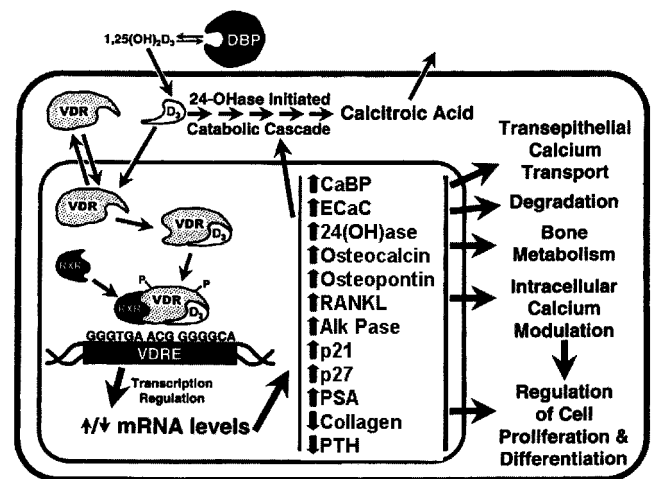 1,25(OH)₂D₃
DBP
VDR
D₃
24-OHase Initiated
Catabolic Cascade
Calcitroic Acid
VDR
VDR
D₃
RXR
P
P
VDR
RXR
D₃
GGGTGA ACG GGGGCA
VDRE
Transcription
Regulation
⬆/⬇ mRNA levels
⬆CaBP
⬆ECaC
⬆24(OH)ase
⬆Osteocalcin
⬆Osteopontin
⬆RANKL
⬆Alk Pase
⬆p21
⬆p27
⬆PSA
⬇Collagen
⬇PTH
Transepithelial
Calcium
Transport
Degradation
Bone
Metabolism
Intracellular
Calcium
Modulation
Regulation
of Cell
Proliferation &
Differentiation